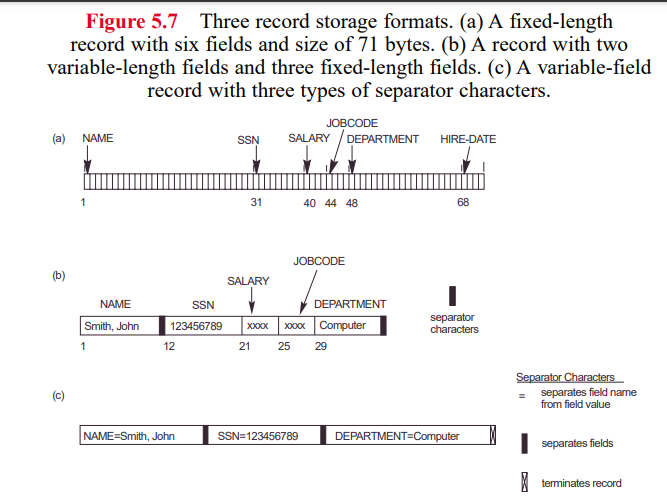 Figure 5.7 Three record storage formats. (a) A fixed-length
record with six fields and size of 71 bytes. (b) A record with two
variable-length fields and three fixed-length fields. (c) A variable-field
record with three types of separator characters.
JOBCODE
(a) NAME SSN SALARY DEPARTMENT HIRE-DATE
1 31 40 44 48 68
(b)
JOBCODE
SALARY
NAME SSN DEPARTMENT
Smith, John 123456789 xxxx xxxx Computer
separator
characters
1 12 21 25 29
Separator Characters
(c)
= separates field name
from field value
NAME=Smith, John SSN=123456789 DEPARTMENT=Computer
separates fields
terminates record